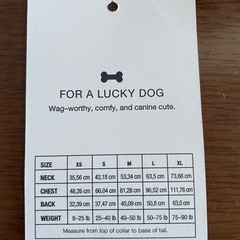 FOR A LUCKY DOG
Wag-worthy, comfy, and canine cute.
SIZE XS S M L XL
NECK 35,56 cm 43,18 cm 53,34 cm 63,5 cm 73,66 cm
CHEST 48,26 cm 66,04 cm 81,28 cm 96,52 cm 111,76 cm
BACK 32,39 cm 37,47 cm 45,09 cm 50,8 cm 63,5 cm
WEIGHT 8-25 lb 25-40 lb 40-50 lb 50-75 lb 75-90 lb
Measure from top of collar to base of tail.